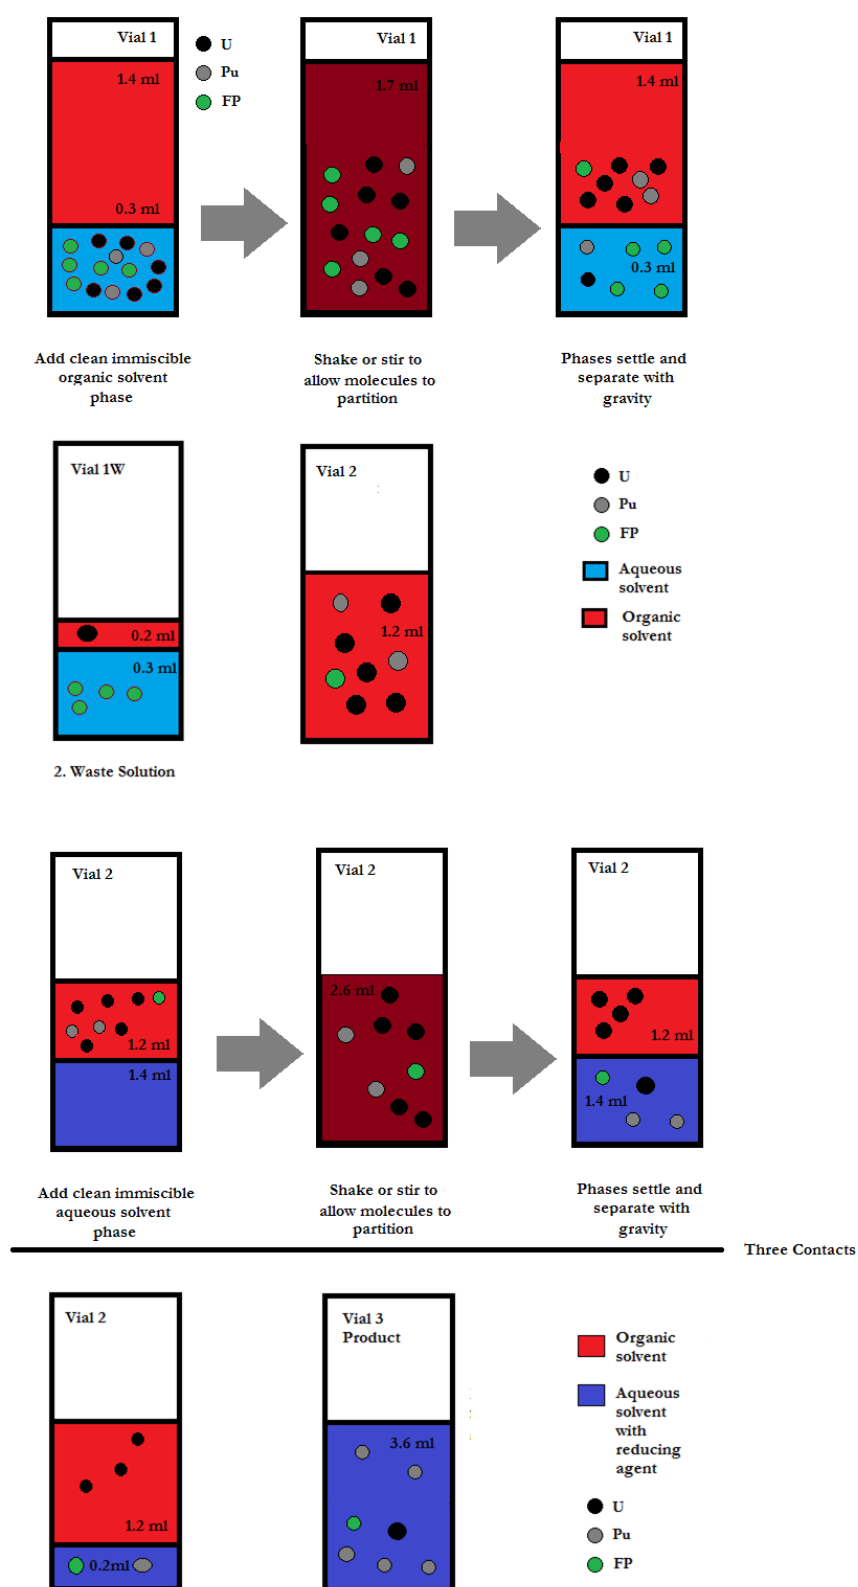 Vial 1
U
Pu
FP
1.4 ml
0.3 ml
Vial 1
1.7 ml
Vial 1
1.4 ml
0.3 ml
Add clean immiscible
organic solvent
phase
Shake or stir to
allow molecules to
partition
Phases settle and
separate with
gravity
Vial 1W
0.2 ml
0.3 ml
Vial 2
1.2 ml
U
Pu
FP
Aqueous
solvent
Organic
solvent
2. Waste Solution
Vial 2
1.2 ml
1.4 ml
Vial 2
2.6 ml
Vial 2
1.2 ml
1.4 ml
Add clean immiscible
aqueous solvent
phase
Shake or stir to
allow molecules to
partition
Phases settle and
separate with
gravity
Three Contacts
Vial 2
1.2 ml
0.2ml
Vial 3
Product
3.6 ml
Organic
solvent
Aqueous
solvent
with
reducing
agent
U
Pu
FP